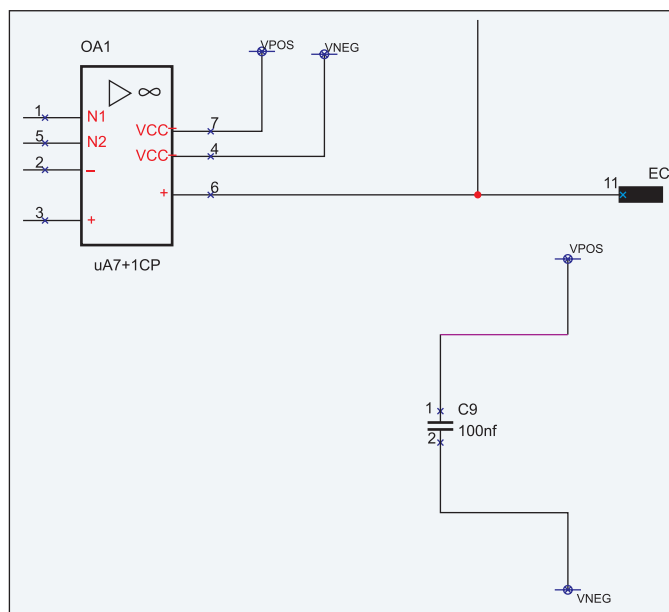 OA1
VPOS
VNEG
∞
1
N1
5
N2
2
−
3
+
VCC+
7
VCC−
4
+
6
uA7+1CP
11
EC
VPOS
1
C9
100nf
2
VNEG